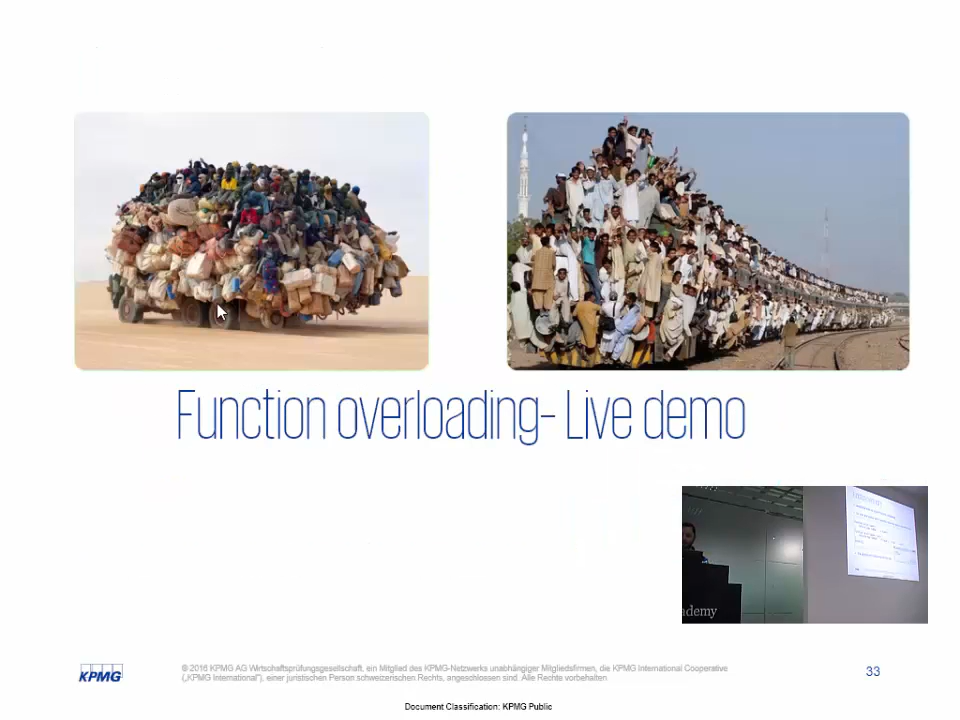 Function overloading- Live demo
ademy
KPMG
© 2016 KPMG AG Wirtschaftsprüfungsgesellschaft, ein Mitglied des KPMG-Netzwerks unabhängiger Mitgliedsfirmen, die KPMG International Cooperative
(„KPMG International"), einer juristischen Person schweizerischen Rechts, angeschlossen sind. Alle Rechte vorbehalten
33
Document Classification: KPMG Public